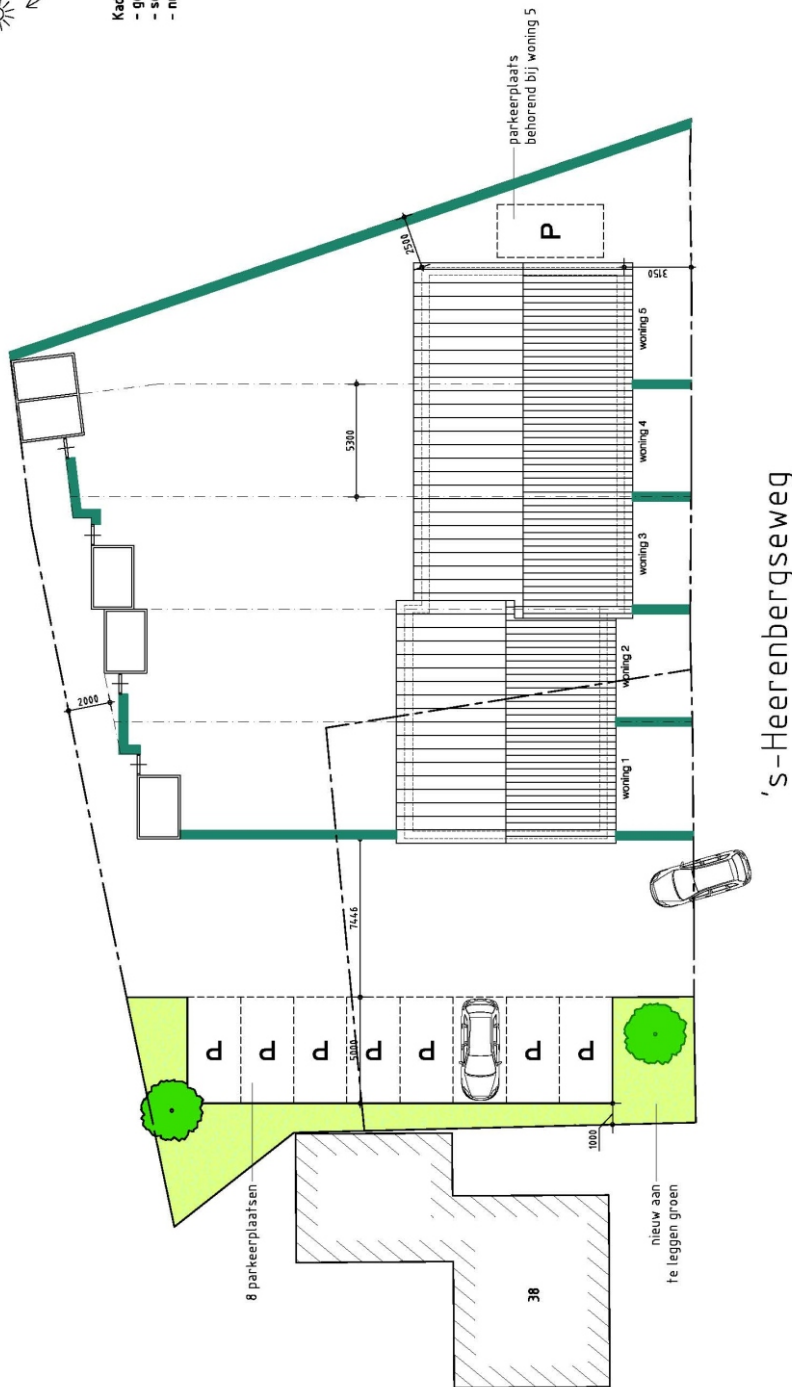 Kac
- g
- s
- n
parkeerplaats
behorend bij woning 5
2500
P
3150
woning 5
5300
woning 4
woning 3
2000
woning 2
woning 1
7446
P
P
P
P
P
P
P
5000
1000
8 parkeerplaatsen
38
nieuw aan
te leggen groen
's-Heerenbergseweg